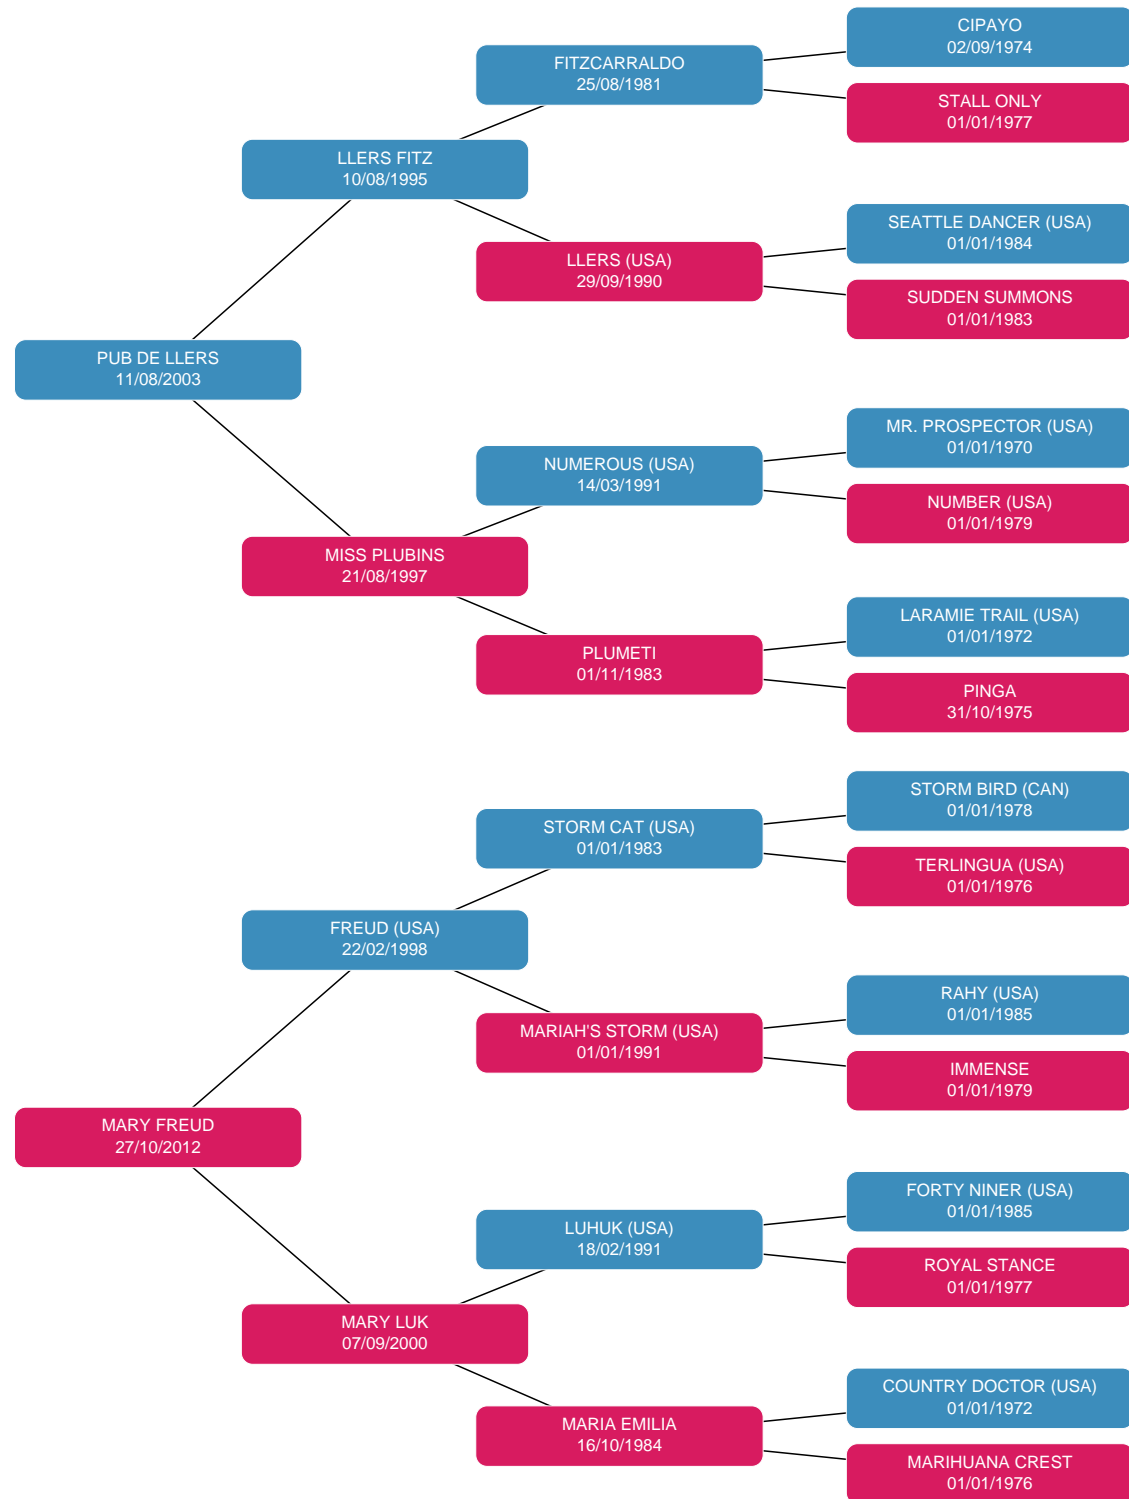 CIPAYO
02/09/1974
FITZCARRALDO
25/08/1981
STALL ONLY
01/01/1977
LLERS FITZ
10/08/1995
SEATTLE DANCER (USA)
01/01/1984
LLERS (USA)
29/09/1990
SUDDEN SUMMONS
01/01/1983
PUB DE LLERS
11/08/2003
MR. PROSPECTOR (USA)
01/01/1970
NUMEROUS (USA)
14/03/1991
NUMBER (USA)
01/01/1979
MISS PLUBINS
21/08/1997
LARAMIE TRAIL (USA)
01/01/1972
PLUMETI
01/11/1983
PINGA
31/10/1975
STORM BIRD (CAN)
01/01/1978
STORM CAT (USA)
01/01/1983
TERLINGUA (USA)
01/01/1976
FREUD (USA)
22/02/1998
RAHY (USA)
01/01/1985
MARIAH'S STORM (USA)
01/01/1991
IMMENSE
01/01/1979
MARY FREUD
27/10/2012
FORTY NINER (USA)
01/01/1985
LUHUK (USA)
18/02/1991
ROYAL STANCE
01/01/1977
MARY LUK
07/09/2000
COUNTRY DOCTOR (USA)
01/01/1972
MARIA EMILIA
16/10/1984
MARIHUANA CREST
01/01/1976